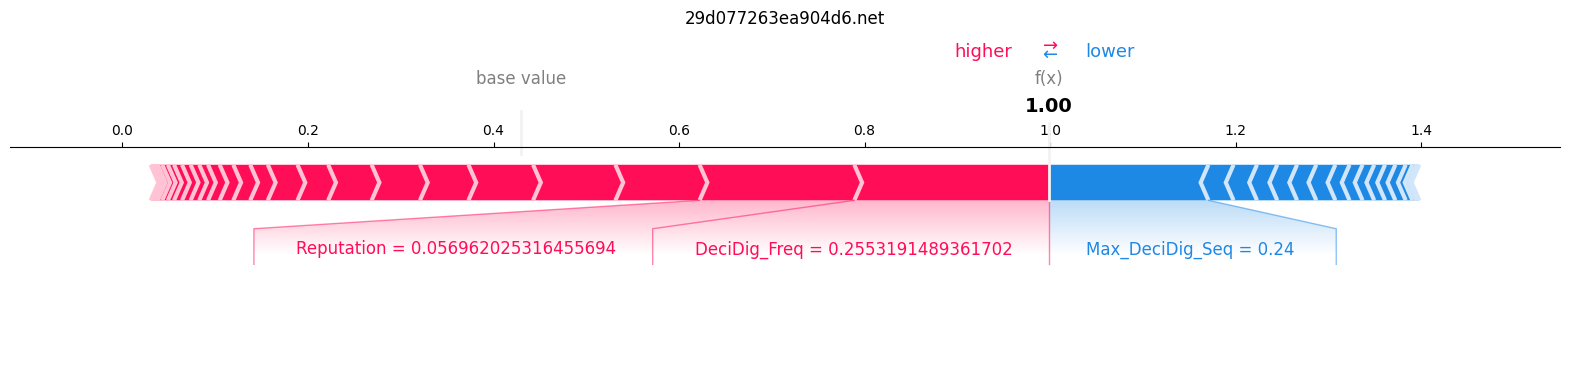 29d077263ea904d6.net
higher → ← lower
base value f(x)
1.00
0.0 0.2 0.4 0.6 0.8 1.0 1.2 1.4
Reputation = 0.056962025316455694 DeciDig_Freq = 0.2553191489361702 Max_DeciDig_Seq = 0.24